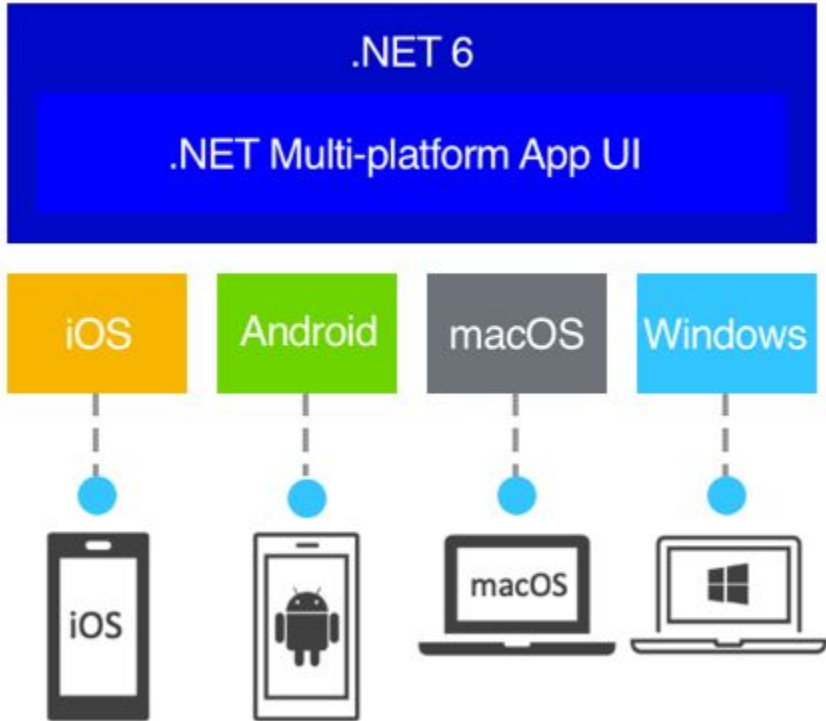 .NET 6
.NET Multi-platform App UI
iOS
Android
macOS
Windows
iOS
macOS